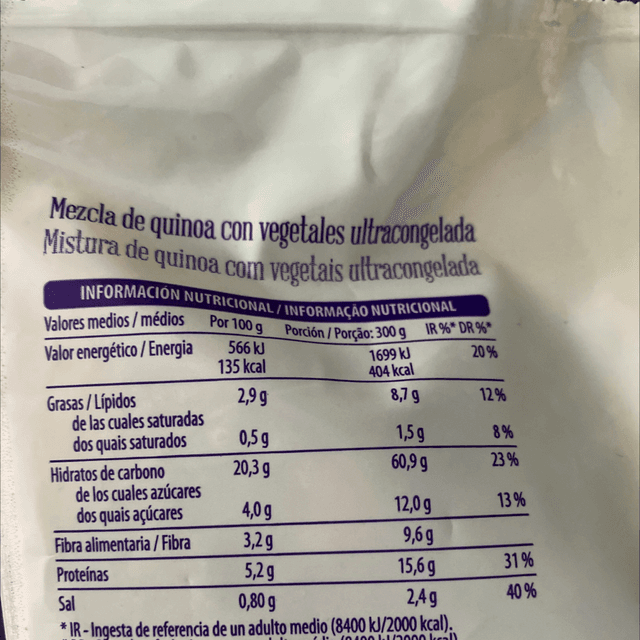 Mezcla de quinoa con vegetales ultracongelada
Mistura de quinoa com vegetais ultracongelada
INFORMACIÓN NUTRICIONAL / INFORMAÇÃO NUTRICIONAL
Valores medios / médios Por 100 g Porción / Porção: 300 g IR %* DR %*
Valor energético / Energia 566 kJ 1699 kJ 20 %
135 kcal 404 kcal
Grasas / Lípidos 2,9 g 8,7 g 12 %
de las cuales saturadas
dos quais saturados 0,5 g 1,5 g 8 %
Hidratos de carbono 20,3 g 60,9 g 23 %
de los cuales azúcares
dos quais açúcares 4,0 g 12,0 g 13 %
Fibra alimentaria / Fibra 3,2 g 9,6 g
Proteínas 5,2 g 15,6 g 31 %
Sal 0,80 g 2,4 g 40 %
* IR - Ingesta de referencia de un adulto medio (8400 kJ/2000 kcal).